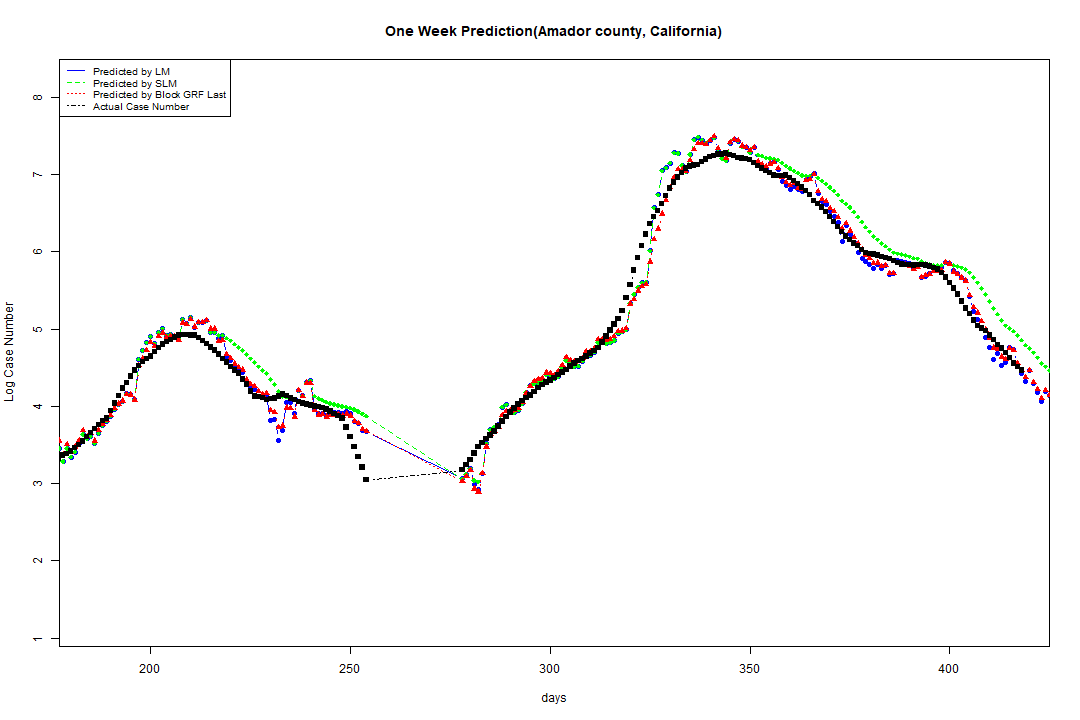 One Week Prediction(Amador county, California)
Predicted by LM
Predicted by SLM
Predicted by Block GRF Last
Actual Case Number
8
7
6
5
4
3
2
1
Log Case Number
200
250
300
350
400
days